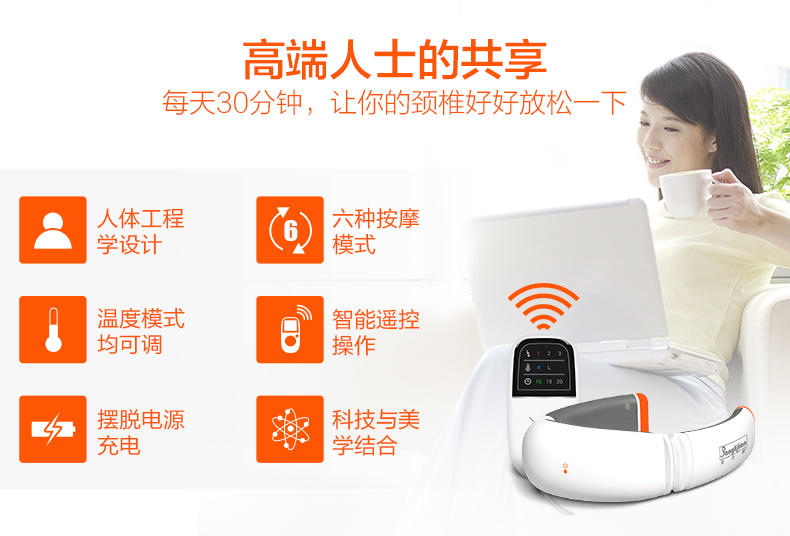 高端人士的共享
每天30分钟，让你的颈椎好好放松一下
人体工程
学设计
6
六种按摩
模式
温度模式
均可调
智能遥控
操作
摆脱电源
充电
科技与美
学结合
1 2 3
H L
10 15 20